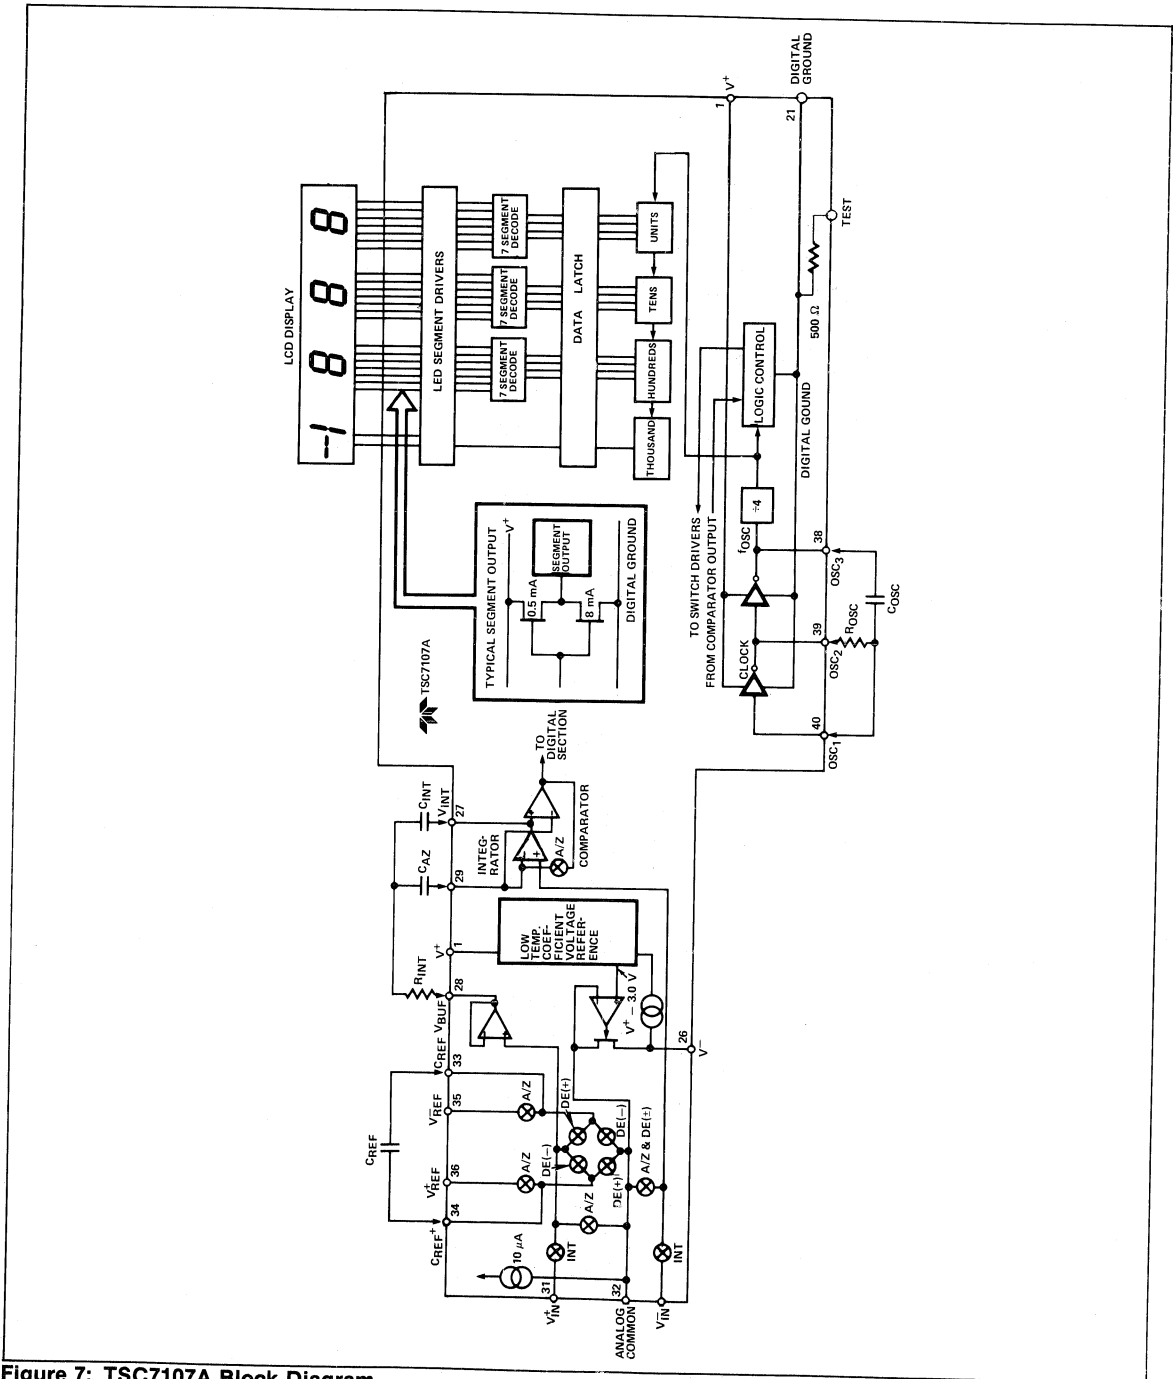 LCD DISPLAY
LED SEGMENT DRIVERS
7 SEGMENT
DECODE
7 SEGMENT
DECODE
7 SEGMENT
DECODE
DATA LATCH
THOUSAND
HUNDREDS
TENS
UNITS
TSC7107A
TYPICAL SEGMENT OUTPUT
V+
0.5 mA
SEGMENT
OUTPUT
8 mA
DIGITAL GROUND
TO SWITCH DRIVERS
FROM COMPARATOR OUTPUT
CLOCK
fOSC
÷4
LOGIC CONTROL
DIGITAL GOUND
500 Ω
TEST
1
V+
21
DIGITAL
GROUND
40
OSC1
39
OSC2
38
OSC3
ROSC
COSC
CREF
CREF+
34
V+REF
36
V-REF
35
CREF
33
VBUF
28
RINT
V+
1
CAZ
29
CINT
VINT
27
INTEG-
RATOR
COMPARATOR
TO
DIGITAL
SECTION
A/Z
LOW
TEMP.
COEF-
FICIENT
VOLTAGE
REFER-
ENCE
V+ – 3.0 V
26
V–
A/Z
A/Z
DE(+)
DE(–)
DE(–)
DE(+)
A/Z
A/Z & DE(±)
10 µA
INT
INT
31
V+IN
32
ANALOG
COMMON
V-IN
-1 8 8 8
Figure 7: TSC7107A Block Diagram